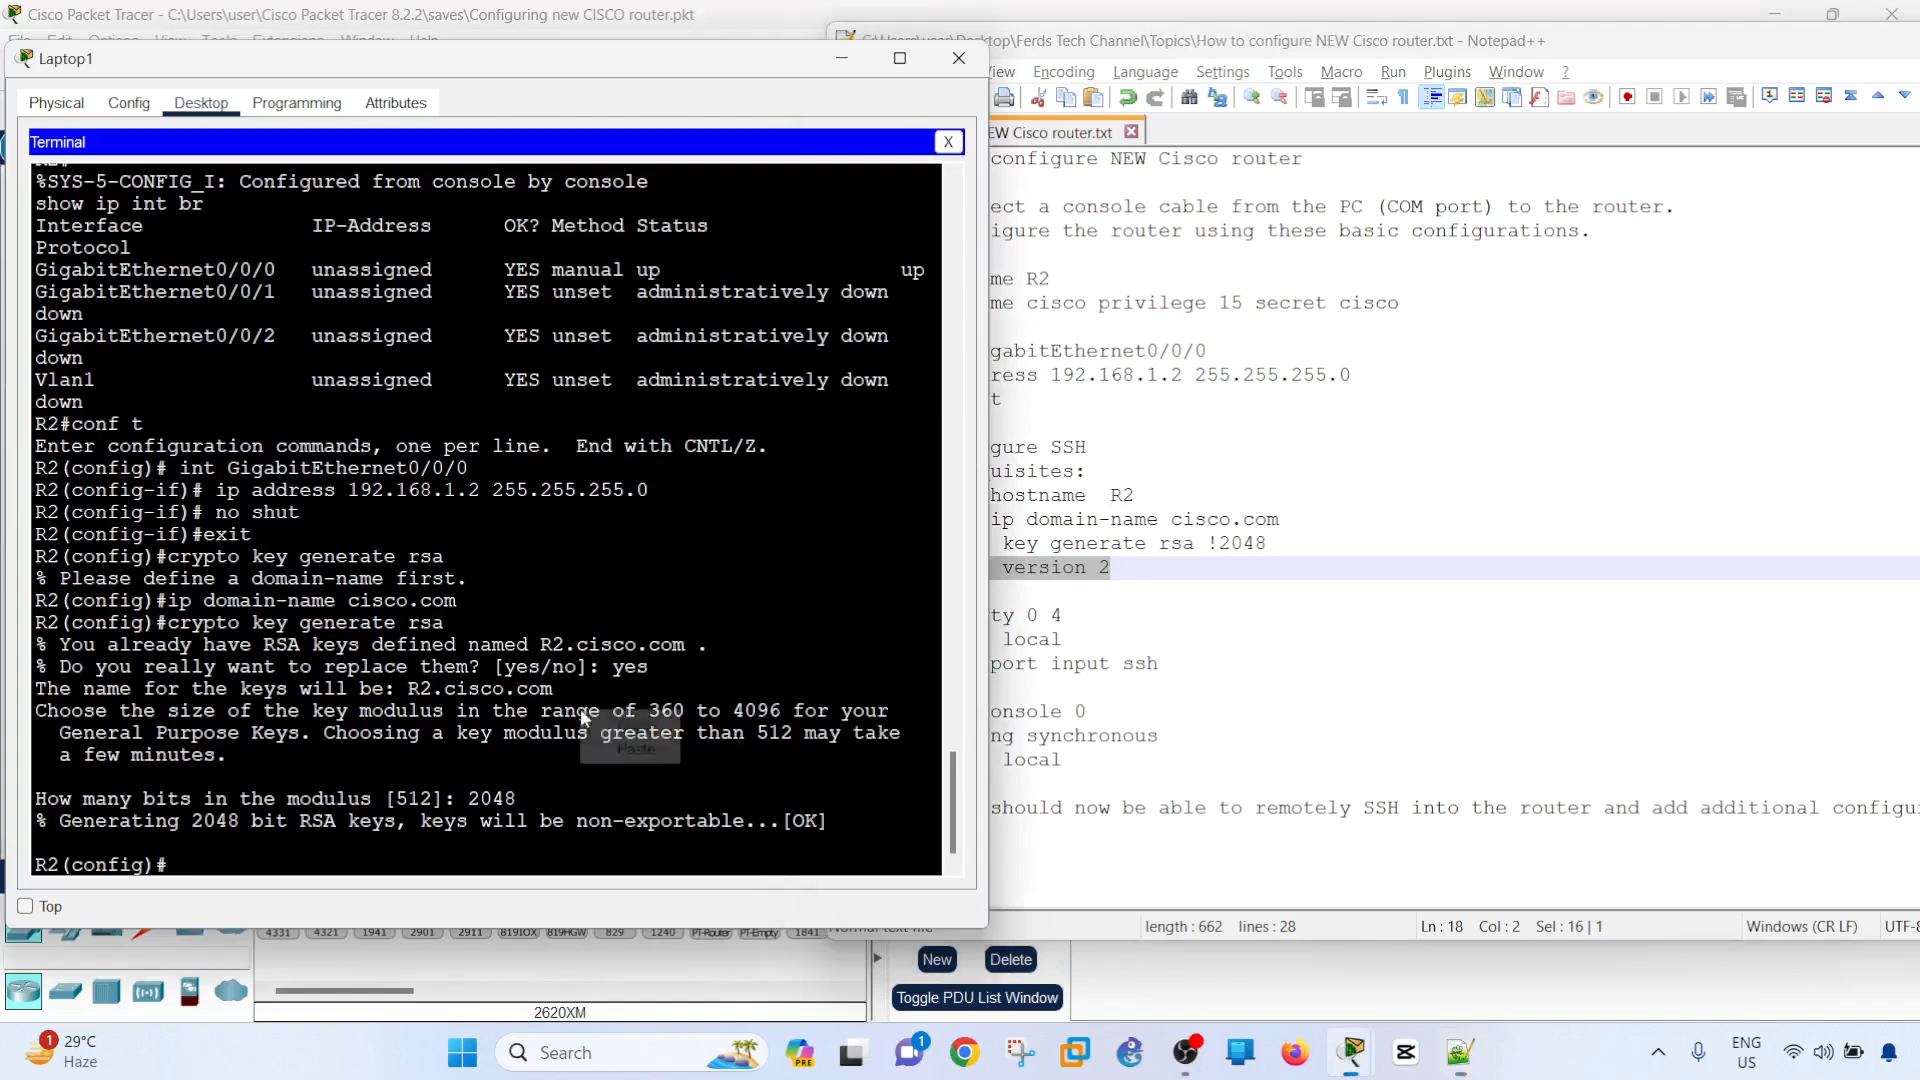 Cisco Packet Tracer - C:\Users\user\Cisco Packet Tracer 8.2.2\saves\Configuring new CISCO router.pkt
Laptop1
Physical Config Desktop Programming Attributes
Terminal X
%SYS-5-CONFIG_I: Configured from console by console
show ip int br
Interface IP-Address OK? Method Status
Protocol
GigabitEthernet0/0/0 unassigned YES manual up up
GigabitEthernet0/0/1 unassigned YES unset administratively down
down
GigabitEthernet0/0/2 unassigned YES unset administratively down
down
Vlan1 unassigned YES unset administratively down
down
R2#conf t
Enter configuration commands, one per line. End with CNTL/Z.
R2(config)# int GigabitEthernet0/0/0
R2(config-if)# ip address 192.168.1.2 255.255.255.0
R2(config-if)# no shut
R2(config-if)#exit
R2(config)#crypto key generate rsa
% Please define a domain-name first.
R2(config)#ip domain-name cisco.com
R2(config)#crypto key generate rsa
% You already have RSA keys defined named R2.cisco.com .
% Do you really want to replace them? [yes/no]: yes
The name for the keys will be: R2.cisco.com
Choose the size of the key modulus in the range of 360 to 4096 for your
General Purpose Keys. Choosing a key modulus greater than 512 may take
a few minutes.
Paste
How many bits in the modulus [512]: 2048
% Generating 2048 bit RSA keys, keys will be non-exportable...[OK]
R2(config)#
Top
4331 4321 1941 2901 2911 819IOX 819HGW 829 1240 PT-Router PT-Empty 1841
2620XM
top\Ferds Tech Channel\Topics\How to configure NEW Cisco router.txt - Notepad++
iew Encoding Language Settings Tools Macro Run Plugins Window ?
EW Cisco router.txt
configure NEW Cisco router
ect a console cable from the PC (COM port) to the router.
igure the router using these basic configurations.
me R2
me cisco privilege 15 secret cisco
gabitEthernet0/0/0
ress 192.168.1.2 255.255.255.0
t
gure SSH
uisites:
hostname R2
ip domain-name cisco.com
key generate rsa !2048
version 2
ty 0 4
local
port input ssh
onsole 0
ng synchronous
local
should now be able to remotely SSH into the router and add additional configu
length : 662 lines : 28 Ln : 18 Col : 2 Sel : 16 | 1 Windows (CR LF) UTF-8
New Delete
Toggle PDU List Window
1
29°C
Haze
Search
PRE
1
ENG
US